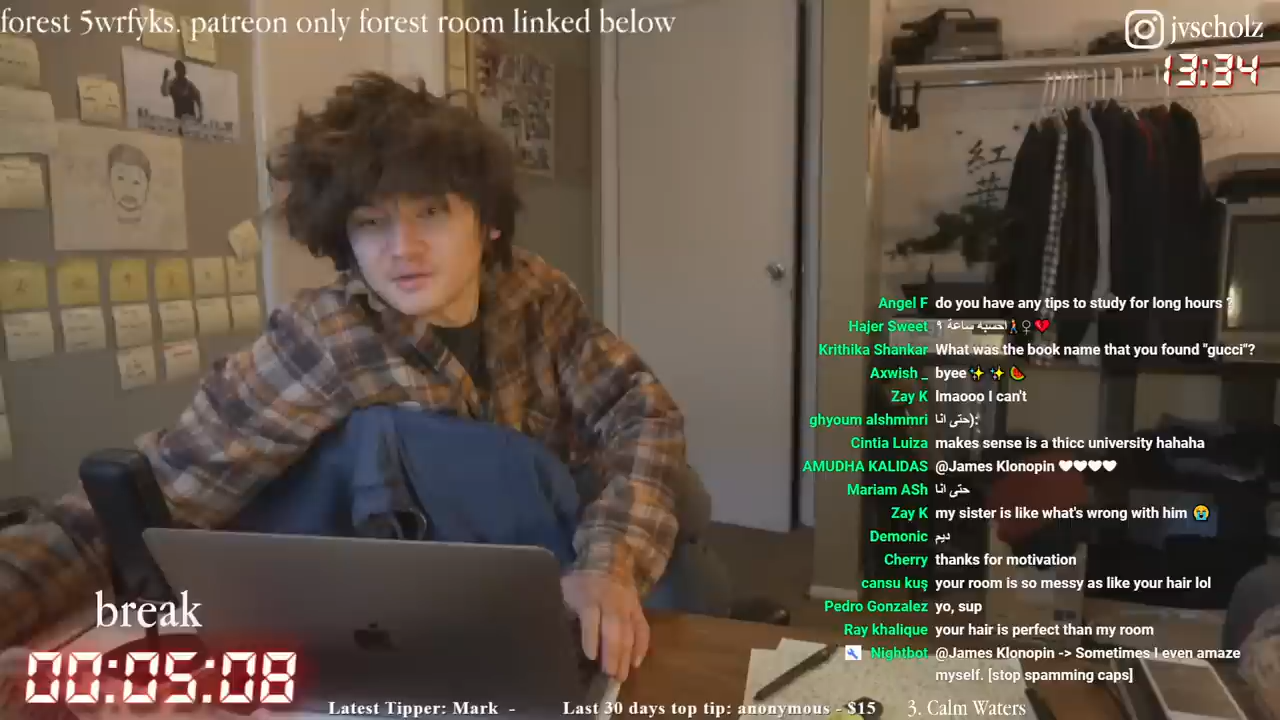 forest 5wrfyks. patreon only forest room linked below
jvscholz
13:34
紅
葉
Angel F do you have any tips to study for long hours ?
Hajer Sweet احسبه ساعة ٩🚶♀💔
Krithika Shankar What was the book name that you found "gucci"?
Axwish _ byee ✨ ✨ 🍉
Zay K lmaooo I can't
ghyoum alshmmri حتى انا):
Cintia Luiza makes sense is a thicc university hahaha
AMUDHA KALIDAS @James Klonopin 🤍🤍🤍🤍
Mariam ASh حتى انا
Zay K my sister is like what's wrong with him 😭
Demonic ديم
Cherry thanks for motivation
cansu kuş your room is so messy as like your hair lol
Pedro Gonzalez yo, sup
Ray khalique your hair is perfect than my room
Nightbot @James Klonopin -> Sometimes I even amaze
myself. [stop spamming caps]
break
00:05:08
Latest Tipper: Mark - Last 30 days top tip: anonymous - $15 3. Calm Waters